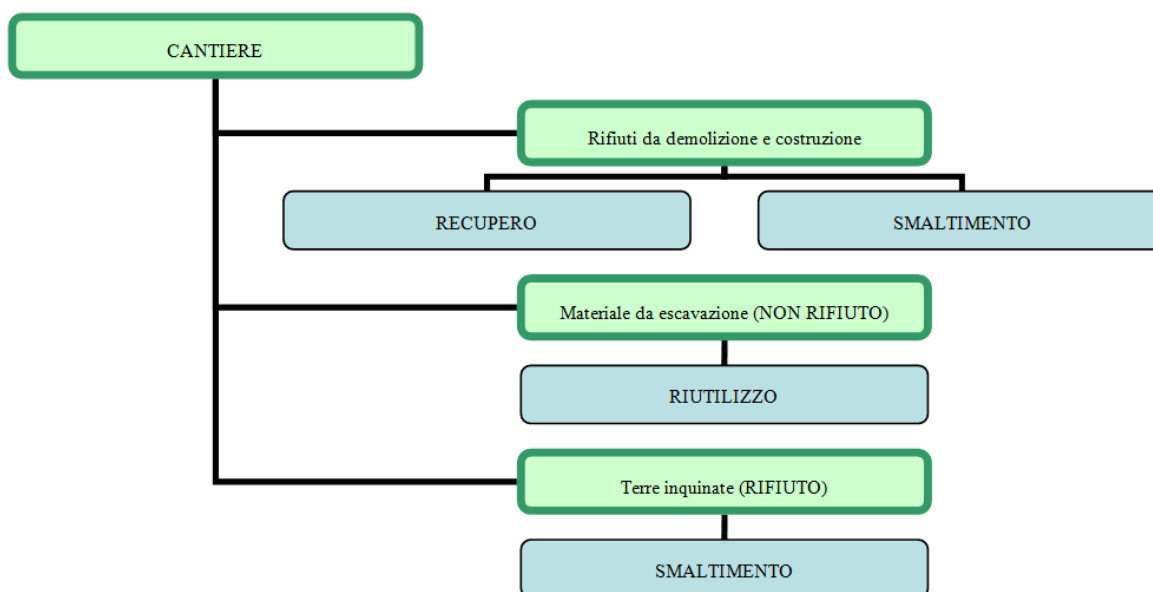 CANTIERE
Rifiuti da demolizione e costruzione
RECUPERO
SMALTIMENTO
Materiale da escavazione (NON RIFIUTO)
RIUTILIZZO
Terre inquinate (RIFIUTO)
SMALTIMENTO